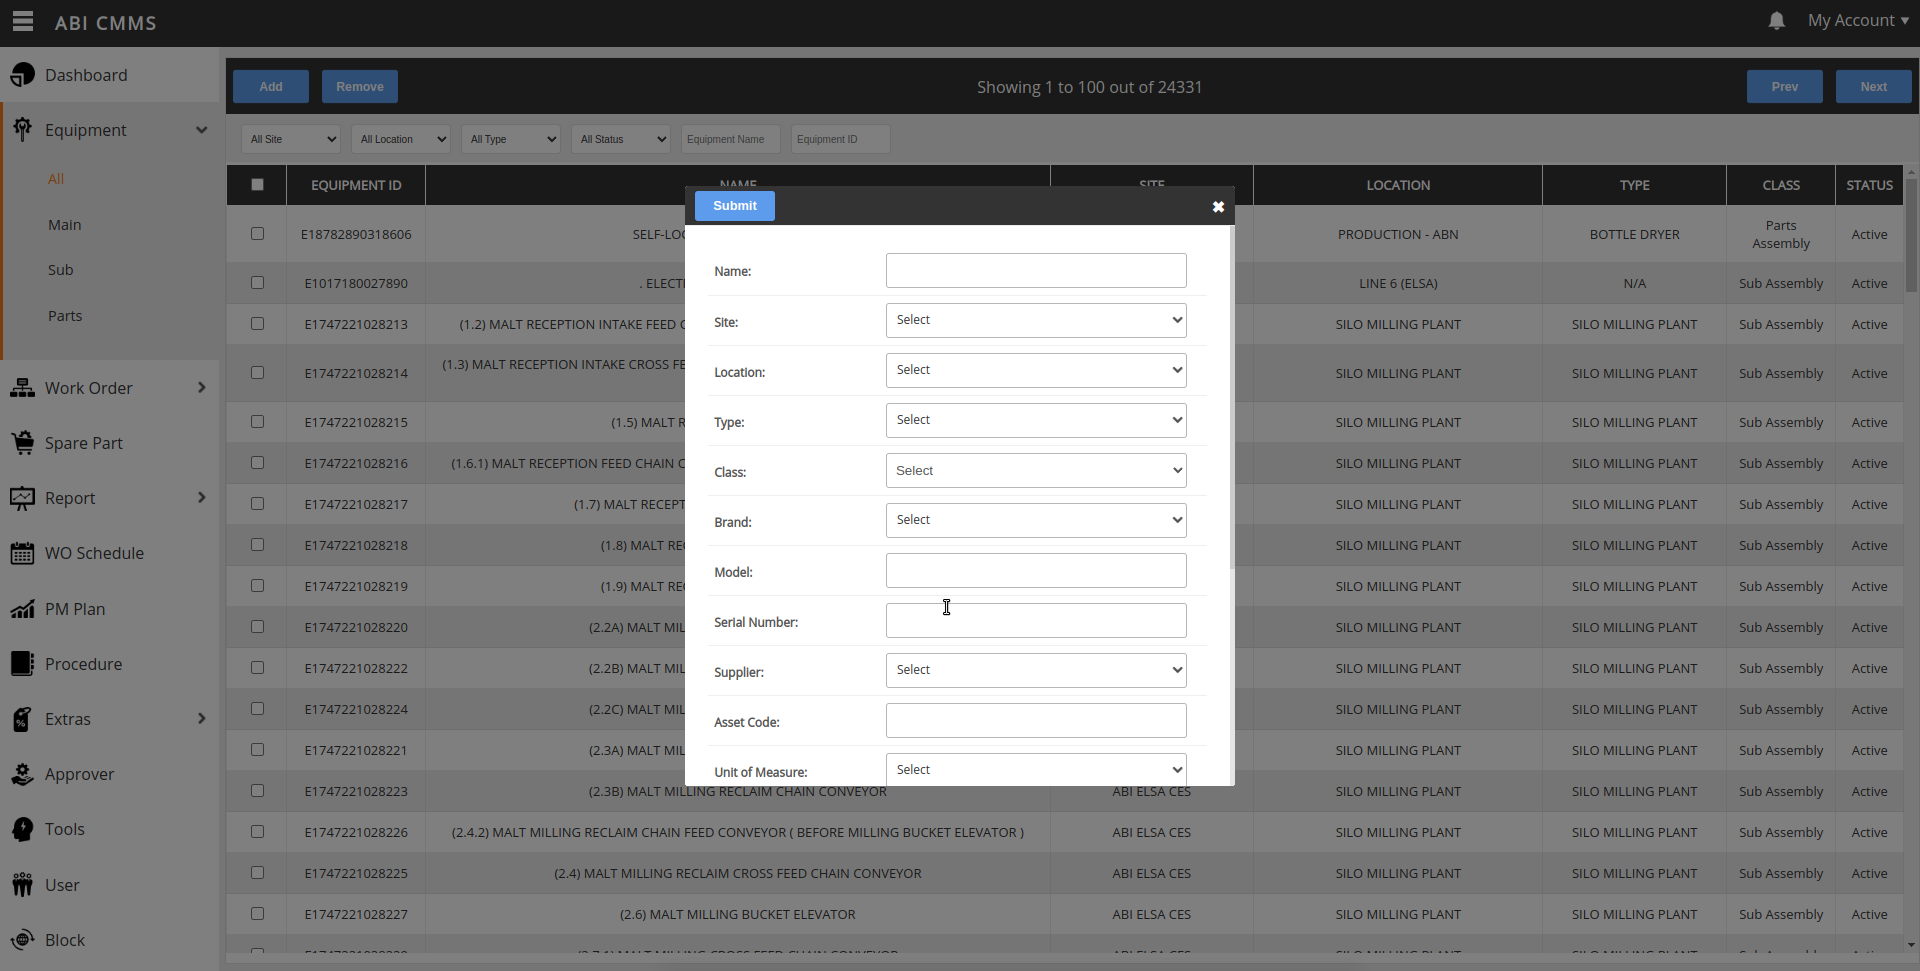 ABI CMMS
My Account ▼
Dashboard
Equipment
All
Main
Sub
Parts
Work Order
Spare Part
Report
WO Schedule
PM Plan
Procedure
Extras
Approver
Tools
User
Block
Add
Remove
Showing 1 to 100 out of 24331
Prev
Next
All Site
All Location
All Type
All Status
Equipment Name
Equipment ID
EQUIPMENT ID NAME SITE LOCATION TYPE CLASS STATUS
E18782890318606 SELF-LO PRODUCTION - ABN BOTTLE DRYER Parts Assembly Active
E1017180027890 . ELECT LINE 6 (ELSA) N/A Sub Assembly Active
E1747221028213 (1.2) MALT RECEPTION INTAKE FEED SILO MILLING PLANT SILO MILLING PLANT Sub Assembly Active
E1747221028214 (1.3) MALT RECEPTION INTAKE CROSS FE SILO MILLING PLANT SILO MILLING PLANT Sub Assembly Active
E1747221028215 (1.5) MALT R SILO MILLING PLANT SILO MILLING PLANT Sub Assembly Active
E1747221028216 (1.6.1) MALT RECEPTION FEED CHAIN C SILO MILLING PLANT SILO MILLING PLANT Sub Assembly Active
E1747221028217 (1.7) MALT RECEPT SILO MILLING PLANT SILO MILLING PLANT Sub Assembly Active
E1747221028218 (1.8) MALT RE SILO MILLING PLANT SILO MILLING PLANT Sub Assembly Active
E1747221028219 (1.9) MALT RE SILO MILLING PLANT SILO MILLING PLANT Sub Assembly Active
E1747221028220 (2.2A) MALT MIL SILO MILLING PLANT SILO MILLING PLANT Sub Assembly Active
E1747221028222 (2.2B) MALT MIL SILO MILLING PLANT SILO MILLING PLANT Sub Assembly Active
E1747221028224 (2.2C) MALT MIL SILO MILLING PLANT SILO MILLING PLANT Sub Assembly Active
E1747221028221 (2.3A) MALT MIL SILO MILLING PLANT SILO MILLING PLANT Sub Assembly Active
E1747221028223 (2.3B) MALT MILLING RECLAIM CHAIN CONVEYOR ABI ELSA CES SILO MILLING PLANT SILO MILLING PLANT Sub Assembly Active
E1747221028226 (2.4.2) MALT MILLING RECLAIM CHAIN FEED CONVEYOR ( BEFORE MILLING BUCKET ELEVATOR ) ABI ELSA CES SILO MILLING PLANT SILO MILLING PLANT Sub Assembly Active
E1747221028225 (2.4) MALT MILLING RECLAIM CROSS FEED CHAIN CONVEYOR ABI ELSA CES SILO MILLING PLANT SILO MILLING PLANT Sub Assembly Active
E1747221028227 (2.6) MALT MILLING BUCKET ELEVATOR ABI ELSA CES SILO MILLING PLANT SILO MILLING PLANT Sub Assembly Active
Submit
Name:
Site: Select
Location: Select
Type: Select
Class: Select
Brand: Select
Model:
Serial Number:
Supplier: Select
Asset Code:
Unit of Measure: Select